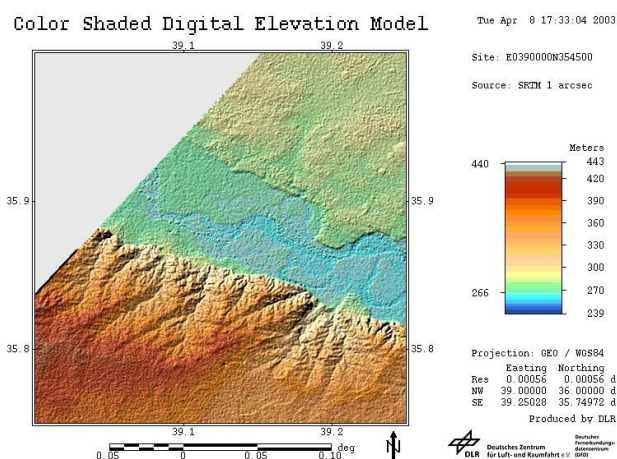 Color Shaded Digital Elevation Model
Tue Apr 8 17:33:04 2003
Site: E0390000N354500
Source: SRTM 1 arcsec
39.1 39.2
35.9 35.9
35.8 35.8
39.1 39.2
0.05 0 0.05 0.10 deg
N
Meters
440 443
420
390
360
330
300
266 270
239
Projection: GEO / WGS84
Easting Northing
Res 0.00056 0.00056 d
NW 39.00000 36.00000 d
SE 39.25028 35.74972 d
Produced by DLR
DLR
Deutsches Zentrum
für Luft- und Raumfahrt e.V.
Deutsches
Fernerkundungs-
datenzentrum
(DFD)